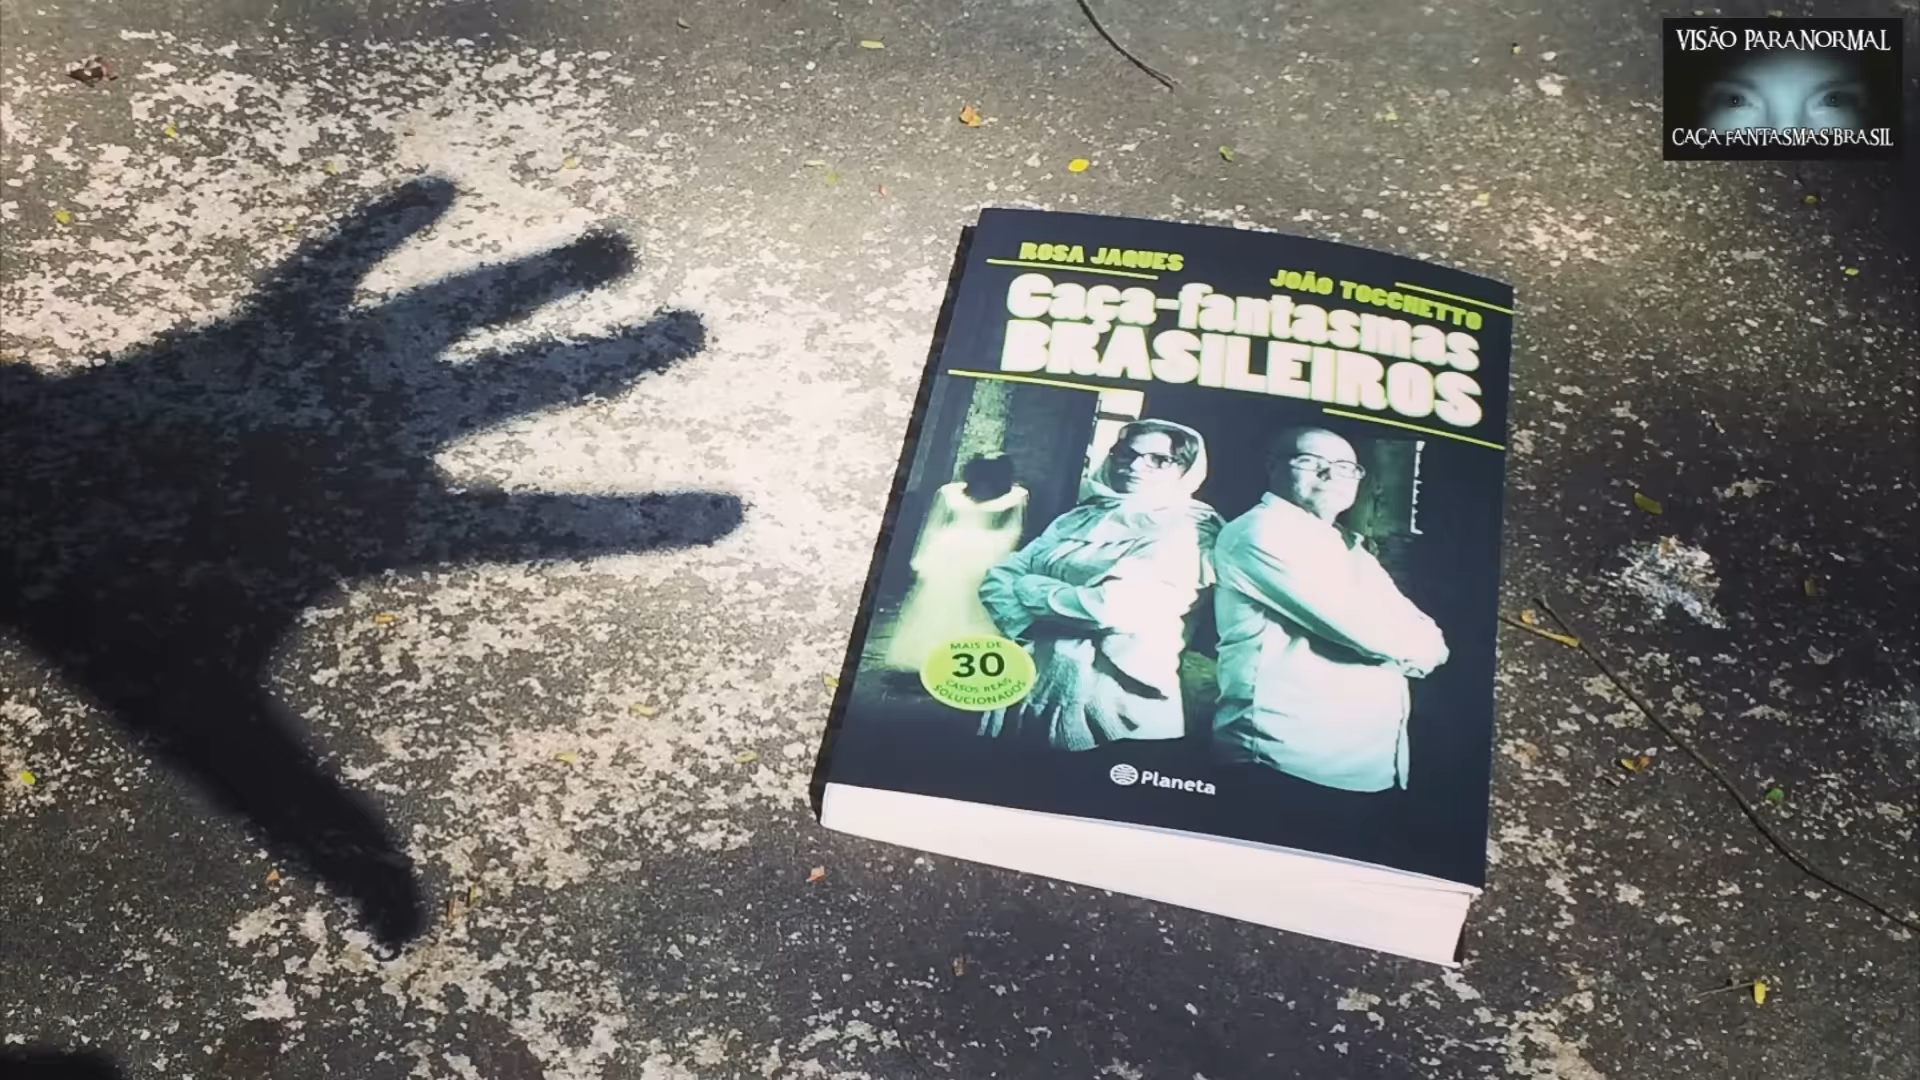 VISÃO PARANORMAL
CAÇA FANTASMAS BRASIL
ROSA JAQUES
JOÃO TOCCHETTO
Caça-fantasmas
BRASILEIROS
MAIS DE
30
CASOS REAIS
SOLUCIONADOS
Planeta